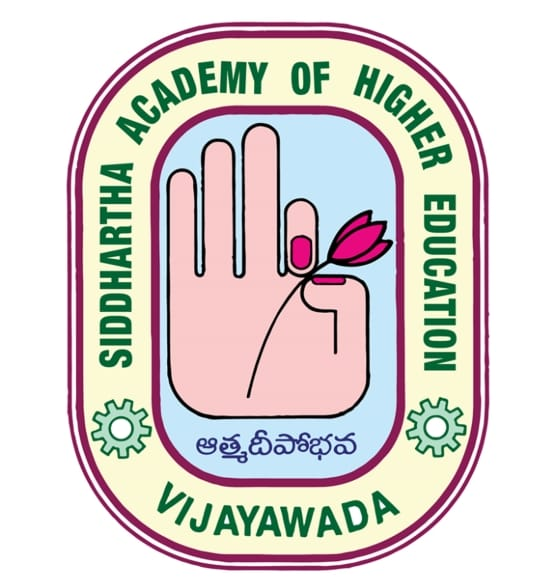 SIDDHARTHA ACADEMY OF HIGHER EDUCATION
ఆత్మదీపోభవ
VIJAYAWADA